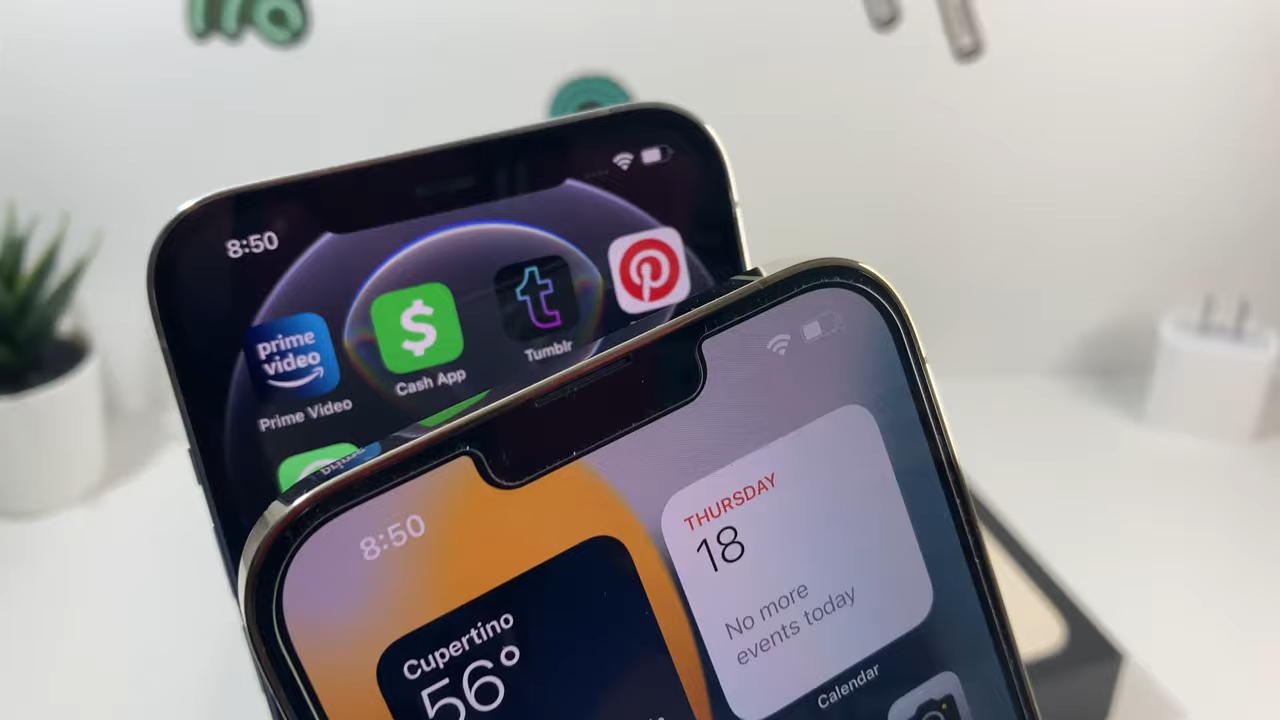 8:50
prime
video
$
t
Prime Video
Cash App
Tumblr
8:50
THURSDAY
18
No more
events today
Calendar
Cupertino
56°